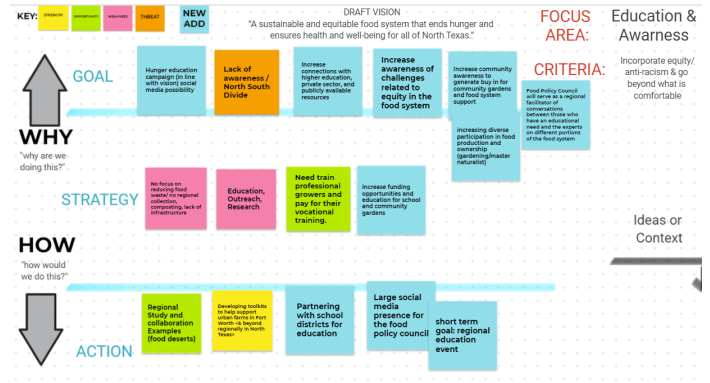 KEY:
STRENGTH
OPPORTUNITY
WEAKNESS
THREAT
NEW
ADD
DRAFT VISION
"A sustainable and equitable food system that ends hunger and
ensures health and well-being for all of North Texas."
FOCUS
AREA:
Education &
Awarness
CRITERIA:
Incorporate equity/
anti-racism & go
beyond what is
comfortable
GOAL
Hunger education
campaign (in line
with vision) social
media possibility
Lack of
awareness /
North South
Divide
Increase
connections with
higher education,
private sector, and
publicly available
resources
Increase
awareness of
challenges
related to
equity in the
food system
Increase community
awareness to
generate buy in for
community gardens
and food system
support
Food Policy Council
will serve as a regional
facilitator of
conversations
between those who
have an educational
need and the experts
on different portions
of the food system
increasing diverse
perticipation in food
production and
ownership
(gardening/master
naturalist)
WHY
"why are we
doing this?"
STRATEGY
No focus on
reducing food
waste/ no regional
collection,
composting, lack of
infrastructure
Education,
Outreach,
Research
Need train
professional
growers and
pay for their
vocational
training.
Increase funding
opportunities and
education for school
and community
gardens
Ideas or
Context
HOW
"how would
we do this?"
ACTION
Regional
Study and
collaboration
Examples
(food deserts)
Developing toolkits
to help support
urban farms in Fort
Worth <& beyond
regionally in North
Texas>
Partnering
with school
districts for
education
Large social
media
presence for
the food
policy council
short term
goal: regional
education
event